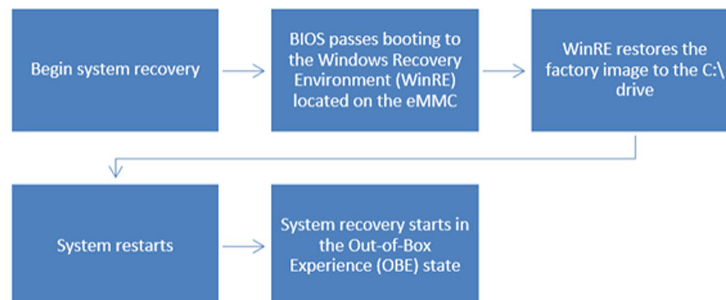 Begin system recovery
BIOS passes booting to
the Windows Recovery
Environment (WinRE)
located on the eMMC
WinRE restores the
factory image to the C:\
drive
System restarts
System recovery starts in
the Out-of-Box
Experience (OBE) state